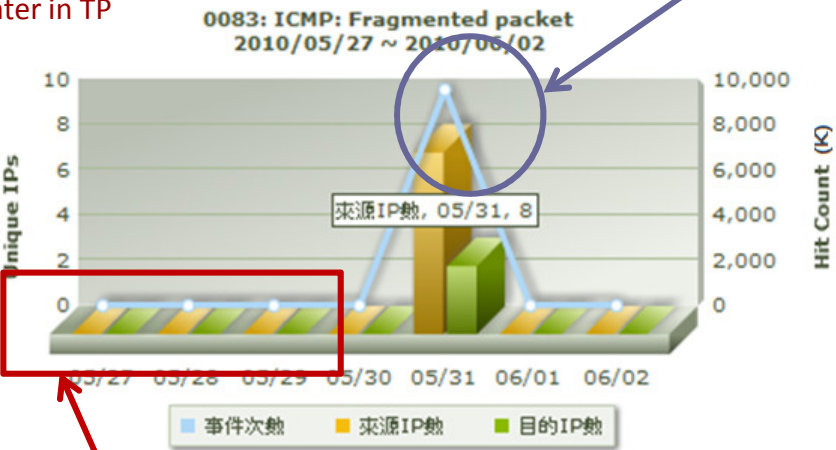 ter in TP
0083: ICMP: Fragmented packet
2010/05/27 ~ 2010/06/02
10
8
6
4
2
0
Unique IPs
10,000
8,000
6,000
4,000
2,000
0
Hit Count (K)
來源IP數, 05/31, 8
05/27 05/28 05/29 05/30 05/31 06/01 06/02
事件次數 來源IP數 目的IP數